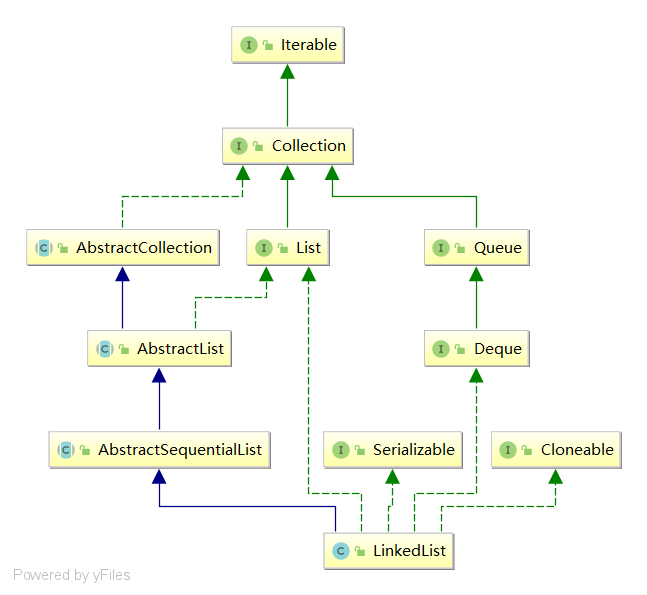 I Iterable
I Collection
C AbstractCollection
I List
I Queue
C AbstractList
I Deque
C AbstractSequentialList
I Serializable
I Cloneable
C LinkedList
Powered by yFiles